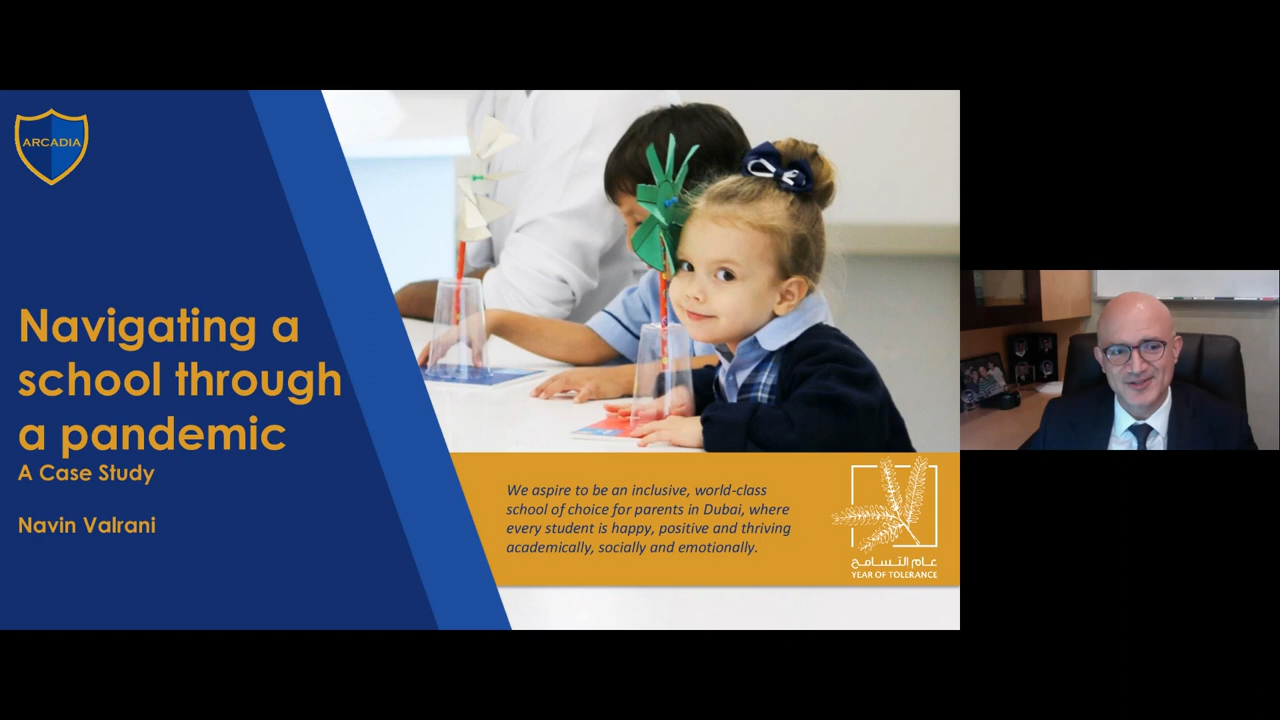 ARCADIA
Navigating a
school through
a pandemic
A Case Study
Navin Valrani
We aspire to be an inclusive, world-class
school of choice for parents in Dubai, where
every student is happy, positive and thriving
academically, socially and emotionally.
عـام التـسـامـح
YEAR OF TOLERANCE